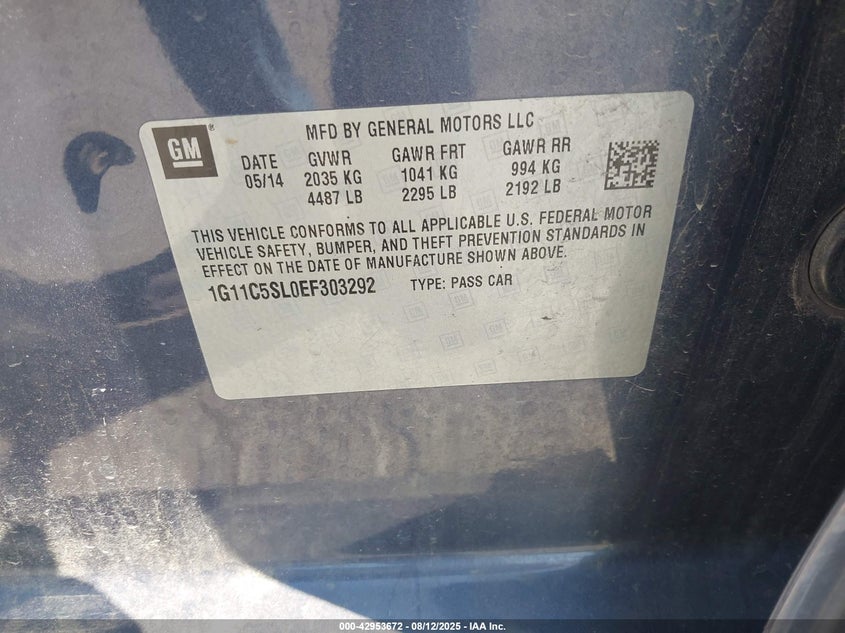 GM
MFD BY GENERAL MOTORS LLC
DATE GVWR GAWR FRT GAWR RR
05/14 2035 KG 1041 KG 994 KG
4487 LB 2295 LB 2192 LB
THIS VEHICLE CONFORMS TO ALL APPLICABLE U.S. FEDERAL MOTOR
VEHICLE SAFETY, BUMPER, AND THEFT PREVENTION STANDARDS IN
EFFECT ON THE DATE OF MANUFACTURE SHOWN ABOVE.
1G11C5SL0EF303292 TYPE: PASS CAR
000-42953672 - 08/12/2025 - IAA Inc.